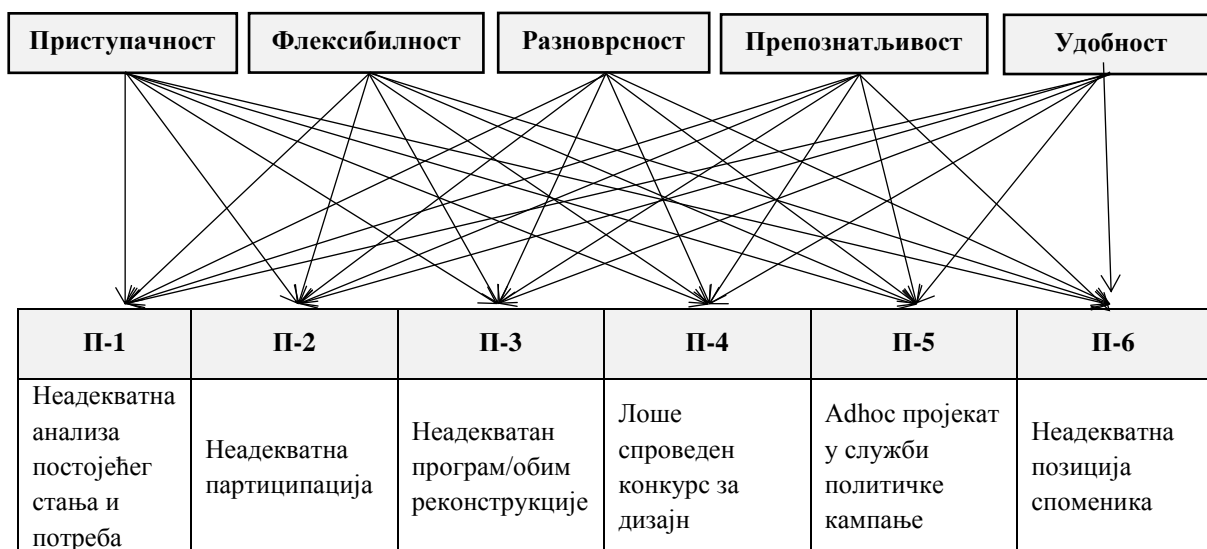 Приступачност
Флексибилност
Разноврсност
Препознатљивост
Удобност
П-1
П-2
П-3
П-4
П-5
П-6
Неадекватна
анализа
постојећег
стања и
потреба
Неадекватна
партиципација
Неадекватан
програм/обим
реконструкције
Лоше
спроведен
конкурс за
дизајн
Adhoc пројекат
у служби
политичке
кампање
Неадекватна
позиција
споменика